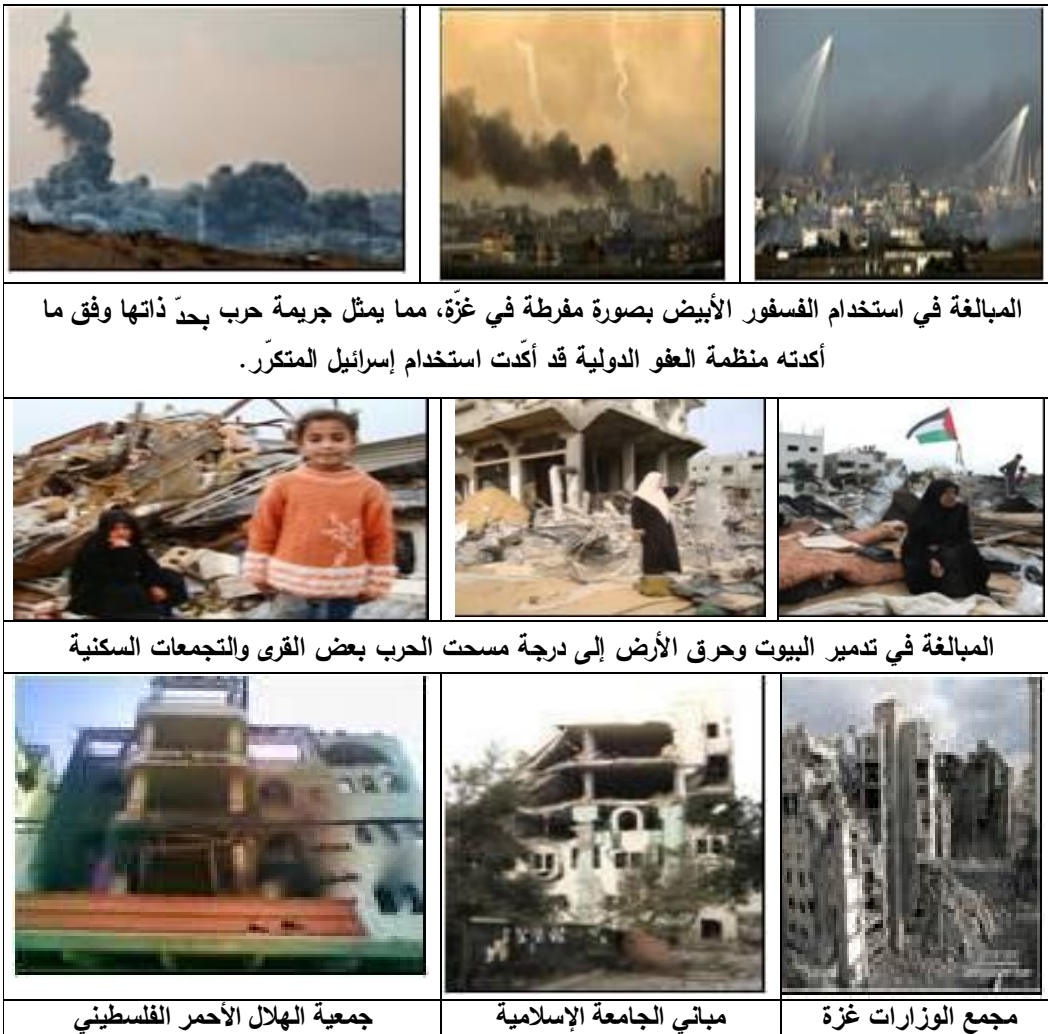 المبالغة في استخدام الفسفور الأبيض بصورة مفرطة في غزّة، مما يمثل جريمة حرب بحدّ ذاتها وفق ما
أكدته منظمة العفو الدولية قد أكّدت استخدام إسرائيل المتكرّر.
المبالغة في تدمير البيوت وحرق الأرض إلى درجة مسحت الحرب بعض القرى والتجمعات السكنية
مجمع الوزارات غزة
مباني الجامعة الإسلامية
جمعية الهلال الأحمر الفلسطيني